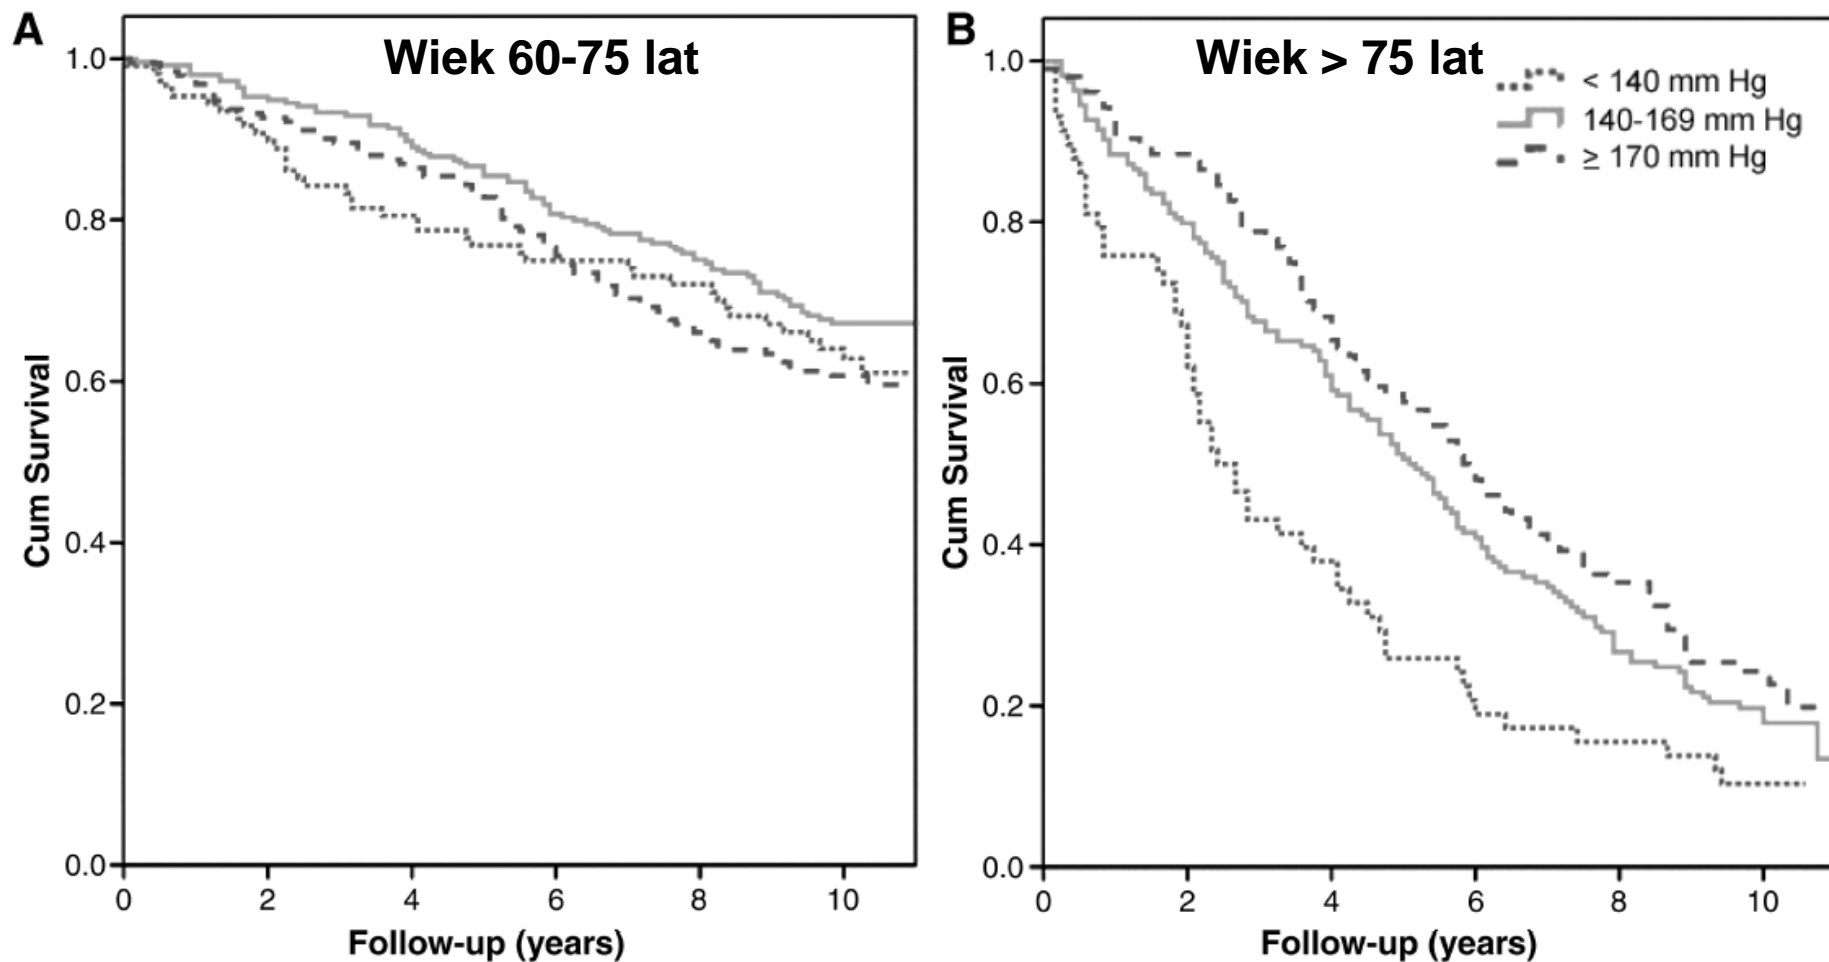 A
Wiek 60-75 lat
1.0
0.8
0.6
0.4
0.2
0.0
Cum Survival
0 2 4 6 8 10
Follow-up (years)
B
Wiek > 75 lat
< 140 mm Hg
140-169 mm Hg
≥ 170 mm Hg
1.0
0.8
0.6
0.4
0.2
0.0
Cum Survival
0 2 4 6 8 10
Follow-up (years)